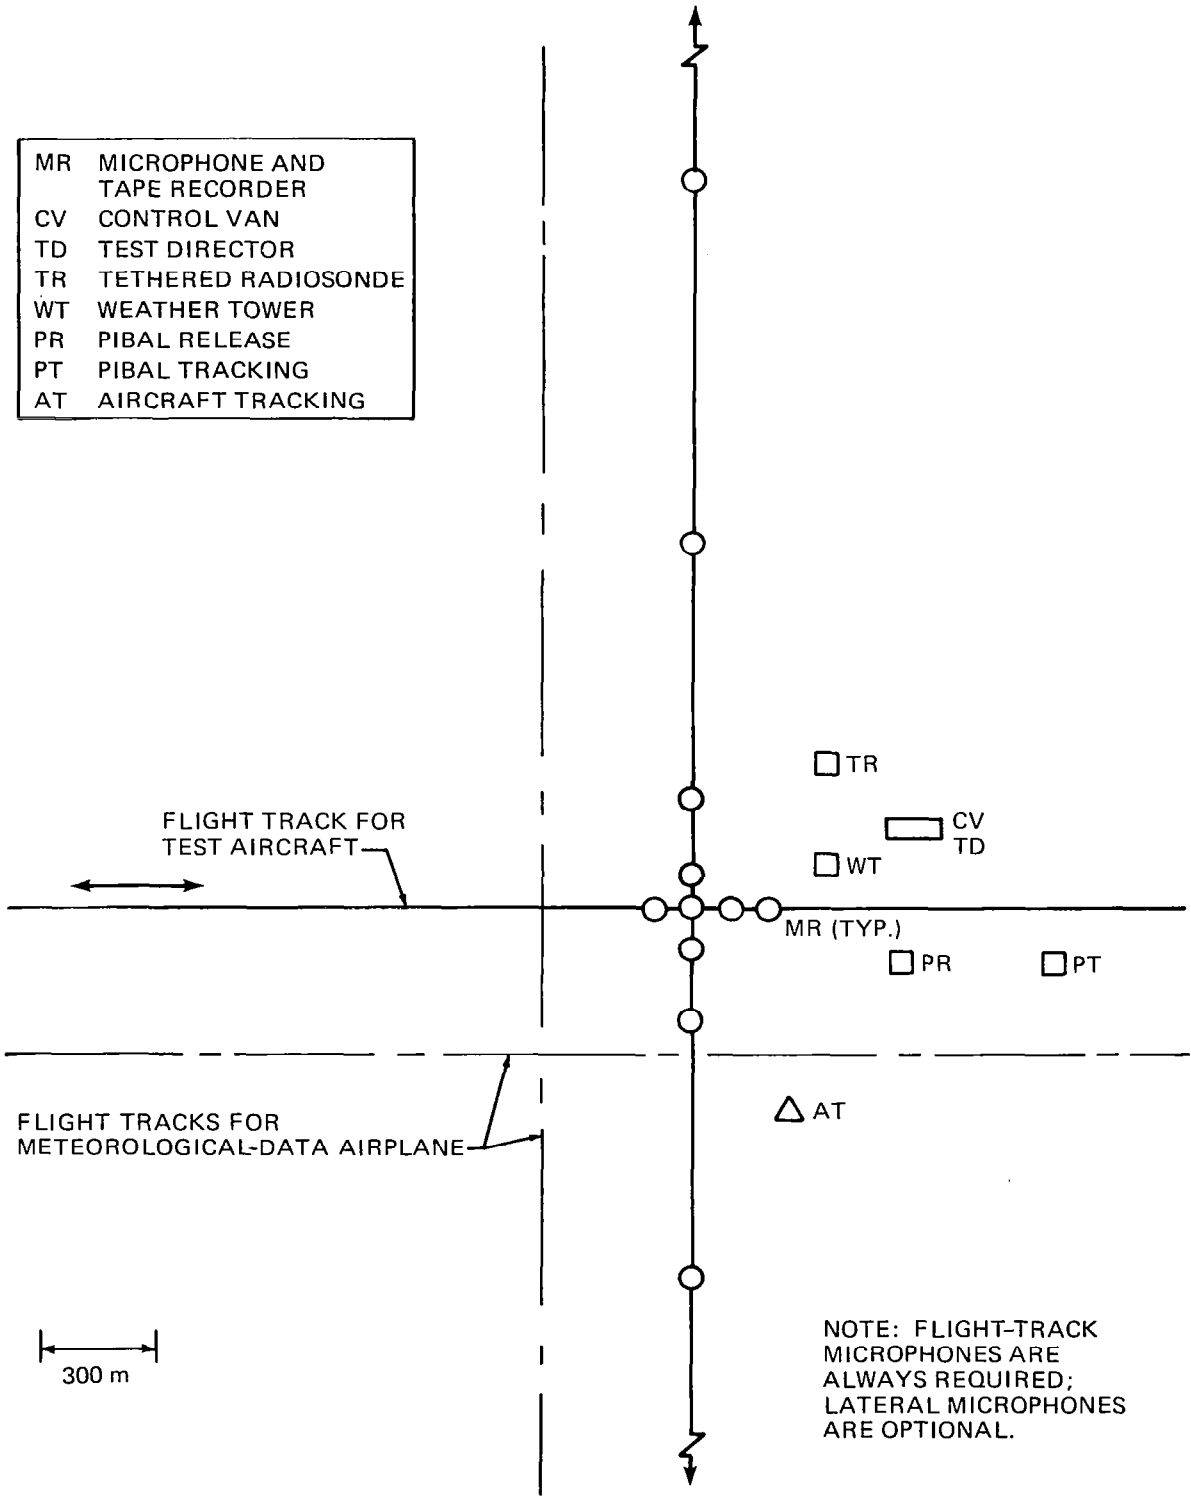 MR MICROPHONE AND
TAPE RECORDER
CV CONTROL VAN
TD TEST DIRECTOR
TR TETHERED RADIOSONDE
WT WEATHER TOWER
PR PIBAL RELEASE
PT PIBAL TRACKING
AT AIRCRAFT TRACKING
TR
CV
TD
WT
FLIGHT TRACK FOR
TEST AIRCRAFT
MR (TYP.)
PR
PT
AT
FLIGHT TRACKS FOR
METEOROLOGICAL-DATA AIRPLANE
300 m
NOTE: FLIGHT-TRACK
MICROPHONES ARE
ALWAYS REQUIRED;
LATERAL MICROPHONES
ARE OPTIONAL.